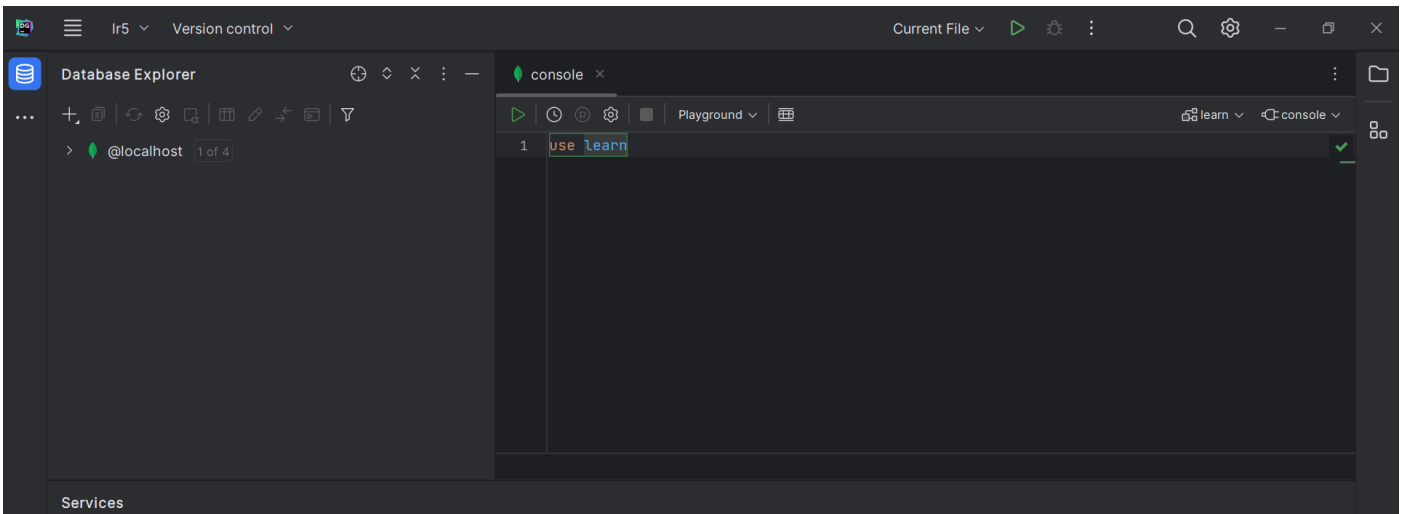 DG
lr5 Version control Current File
Database Explorer
console
Playground
learn console
@localhost 1 of 4
1 use learn
Services